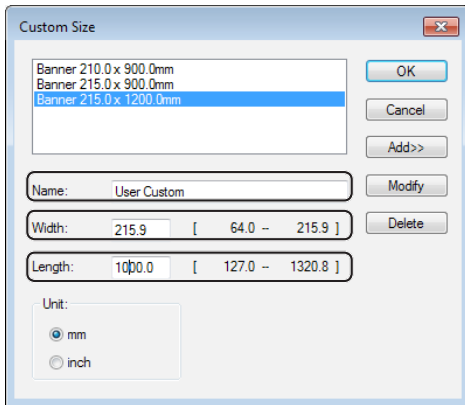 Custom Size
Banner 210.0 x 900.0mm
Banner 215.0 x 900.0mm
Banner 215.0 x 1200.0mm
OK
Cancel
Add>>
Name: User Custom
Modify
Width: 215.9 [ 64.0 -- 215.9 ]
Delete
Length: 1000.0 [ 127.0 -- 1320.8 ]
Unit:
mm
inch